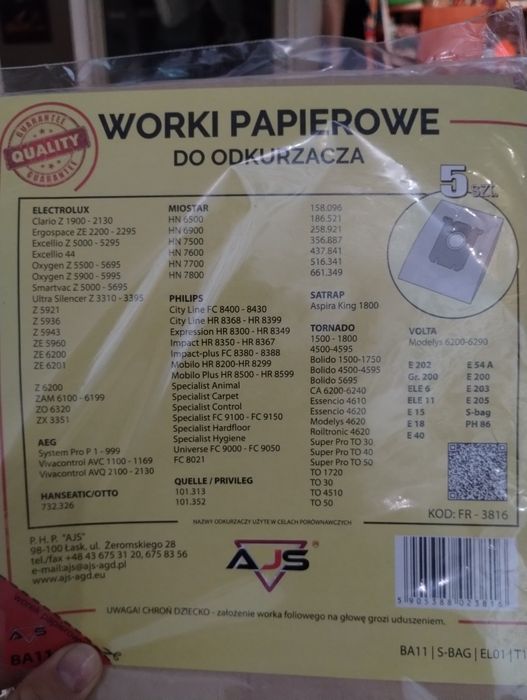 GUARANTEE
QUALITY
GUARANTEE
WORKI PAPIEROWE
DO ODKURZACZA
5 SZT.
ELECTROLUX
Clario Z 1900 - 2130
Ergospace ZE 2200 - 2295
Excellio Z 5000 - 5295
Excellio 44
Oxygen Z 5500 - 5695
Oxygen Z 5900 - 5995
Smartvac Z 5000 - 5695
Ultra Silencer Z 3310 - 3395
Z 5921
Z 5936
Z 5943
ZE 5960
ZE 6200
ZE 6201
Z 6200
ZAM 6100 - 6199
ZO 6320
ZX 3351
AEG
System Pro P 1 - 999
Vivacontrol AVC 1100 - 1169
Vivacontrol AVQ 2100 - 2130
HANSEATIC/OTTO
732.326
MIOSTAR
HN 6500
HN 6900
HN 7500
HN 7600
HN 7700
HN 7800
PHILIPS
City Line FC 8400 - 8430
City Line HR 8368 - HR 8399
Expression HR 8300 - HR 8349
Impact HR 8350 - HR 8367
Impact-plus FC 8380 - 8388
Mobilo HR 8200-HR 8299
Mobilo Plus HR 8500 - HR 8599
Specialist Animal
Specialist Carpet
Specialist Control
Specialist FC 9100 - FC 9150
Specialist Hardfloor
Specialist Hygiene
Universe FC 9000 - FC 9050
FC 8021
QUELLE / PRIVILEG
101.313
101.352
158.096
186.521
258.921
356.887
437.841
516.341
661.349
SATRAP
Aspira King 1800
TORNADO
1500 - 1800
4500-4595
Bolido 1500-1750
Bolido 4500-4595
Bolido 5695
CA 6200-6240
Essencio 4610
Essencio 4620
Modelys 4620
Rolltronic 4620
Super Pro TO 30
Super Pro TO 40
Super Pro TO 50
TO 1720
TO 30
TO 4510
TO 50
VOLTA
Modelys 6200-6290
E 202 E 54 A
Gr. 200 E 200
ELE 6 E 203
ELE 11 E 205
E 15 S-bag
E 18 PH 86
E 40
KOD: FR - 3816
NAZWY ODKURZACZY UŻYTE W CELACH PORÓWNAWCZYCH
P. H. P. "AJS"
98-100 Łask, ul. Żeromskiego 28
tel./fax +48 43 675 31 20, 675 83 56
e-mail:ajs@ajs-agd.pl
www.ajs-agd.eu
AJS®
5905388023816
UWAGA! CHROŃ DZIECKO - założenie worka foliowego na głowę grozi uduszeniem.
BA11 | S-BAG | EL01 | T1
AJS
BA11